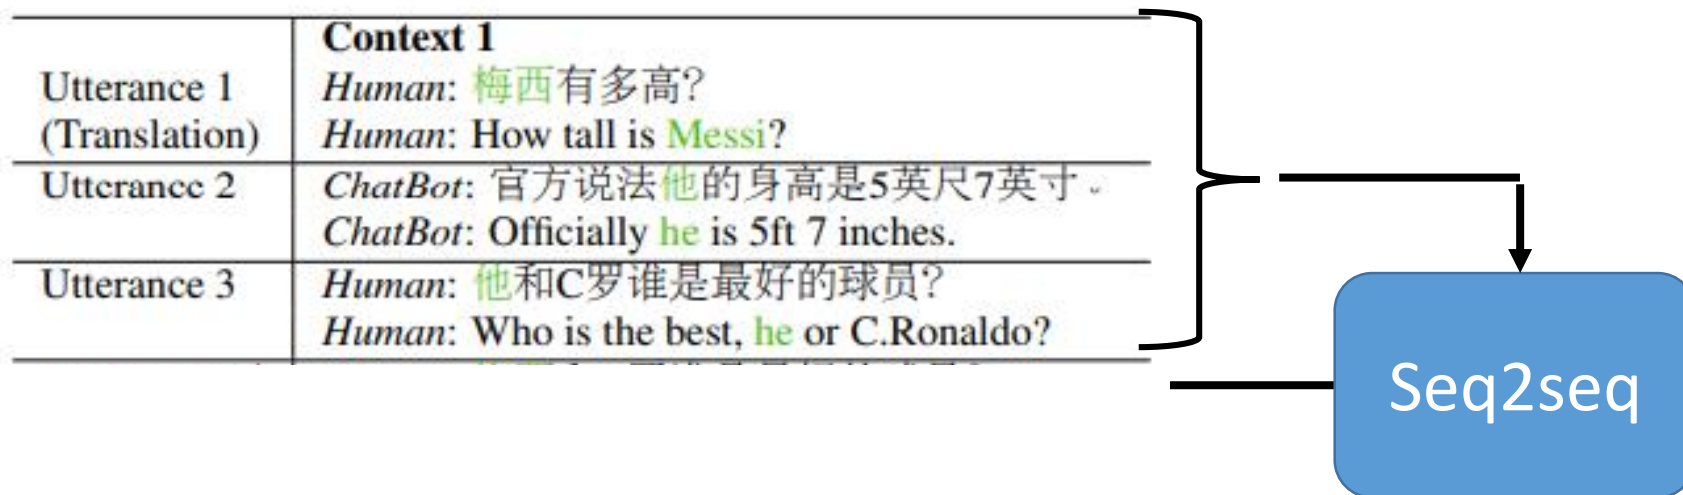 Context 1
Utterance 1
Human: 梅西有多高?
(Translation)
Human: How tall is Messi?
Utterance 2
ChatBot: 官方说法他的身高是5英尺7英寸。
ChatBot: Officially he is 5ft 7 inches.
Utterance 3
Human: 他和C罗谁是最好的球员?
Human: Who is the best, he or C.Ronaldo?
Seq2seq